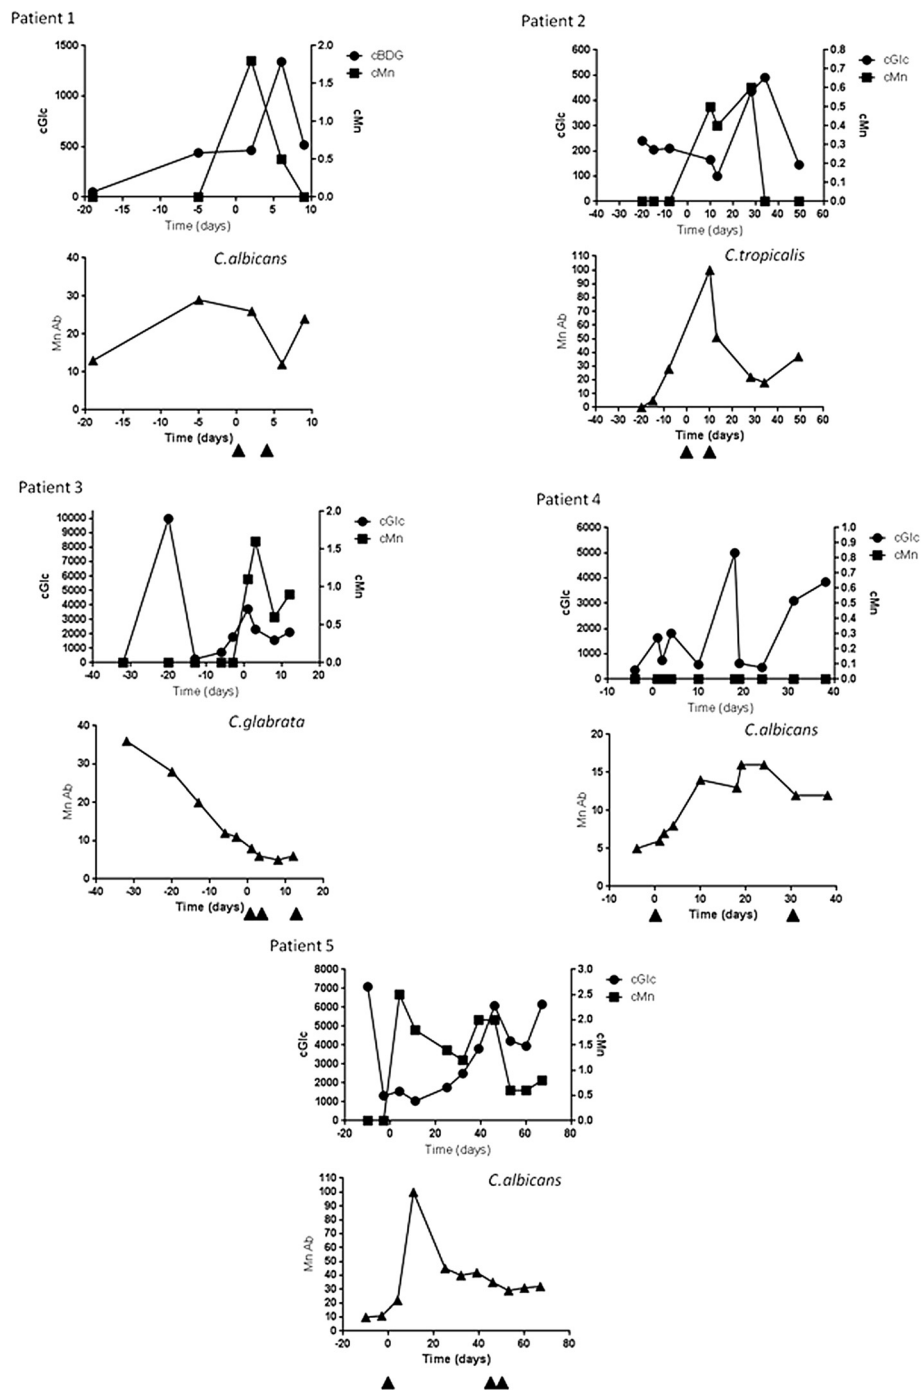 Patient 1
1500
1000
500
0
cGlc
2.0
1.5
1.0
0.5
0.0
cMn
cBDG
cMn
-20 -15 -10 -5 0 5 10
Time (days)
C.albicans
40
30
20
10
0
Mn Ab
-20 -15 -10 -5 0 5 10
Time (days)
Patient 2
600
500
400
300
200
100
0
cGlc
0.8
0.7
0.6
0.5
0.4
0.3
0.2
0.1
0.0
cMn
cGlc
cMn
-40 -30 -20 -10 0 10 20 30 40 50 60
Time (days)
C.tropicalis
110
100
90
80
70
60
50
40
30
20
10
0
Mn Ab
-40 -30 -20 -10 0 10 20 30 40 50 60
Time (days)
Patient 3
10000
9000
8000
7000
6000
5000
4000
3000
2000
1000
0
cGlc
2.0
1.5
1.0
0.5
0.0
cMn
cGlc
cMn
-40 -30 -20 -10 0 10 20
Time (days)
C.glabrata
40
30
20
10
0
Mn Ab
-40 -30 -20 -10 0 10 20
Time (days)
Patient 4
6000
5000
4000
3000
2000
1000
0
cGlc
1.0
0.9
0.8
0.7
0.6
0.5
0.4
0.3
0.2
0.1
0.0
cMn
cGlc
cMn
-10 0 10 20 30 40
Time (days)
C.albicans
20
15
10
5
0
Mn Ab
-10 0 10 20 30 40
Time (days)
Patient 5
8000
7000
6000
5000
4000
3000
2000
1000
0
cGlc
3.0
2.5
2.0
1.5
1.0
0.5
0.0
cMn
cGlc
cMn
-20 0 20 40 60 80
Time (days)
C.albicans
110
100
90
80
70
60
50
40
30
20
10
0
Mn Ab
-20 0 20 40 60 80
Time (days)